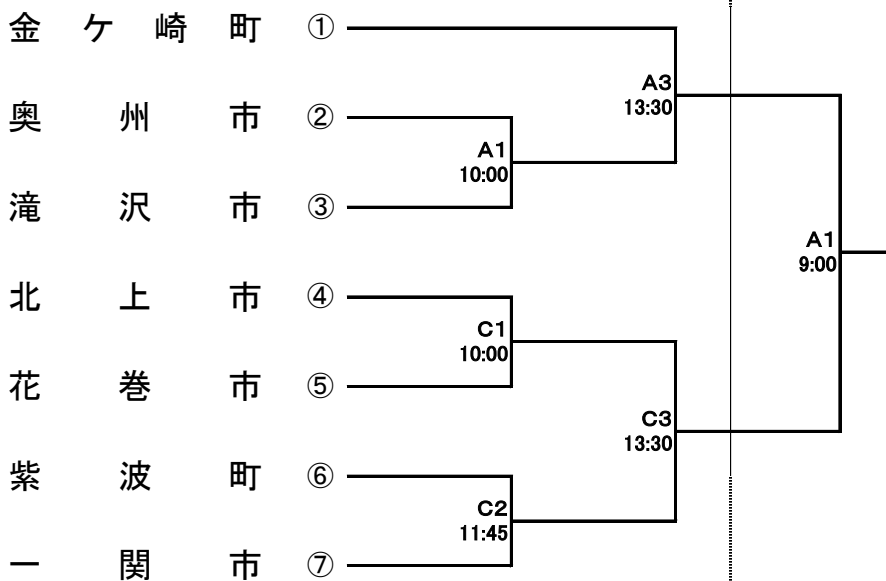 金ケ崎町 ①
A3
13:30
奥州市 ②
A1
10:00
滝沢市 ③
A1
9:00
北上市 ④
C1
10:00
花巻市 ⑤
C3
13:30
紫波町 ⑥
C2
11:45
一関市 ⑦